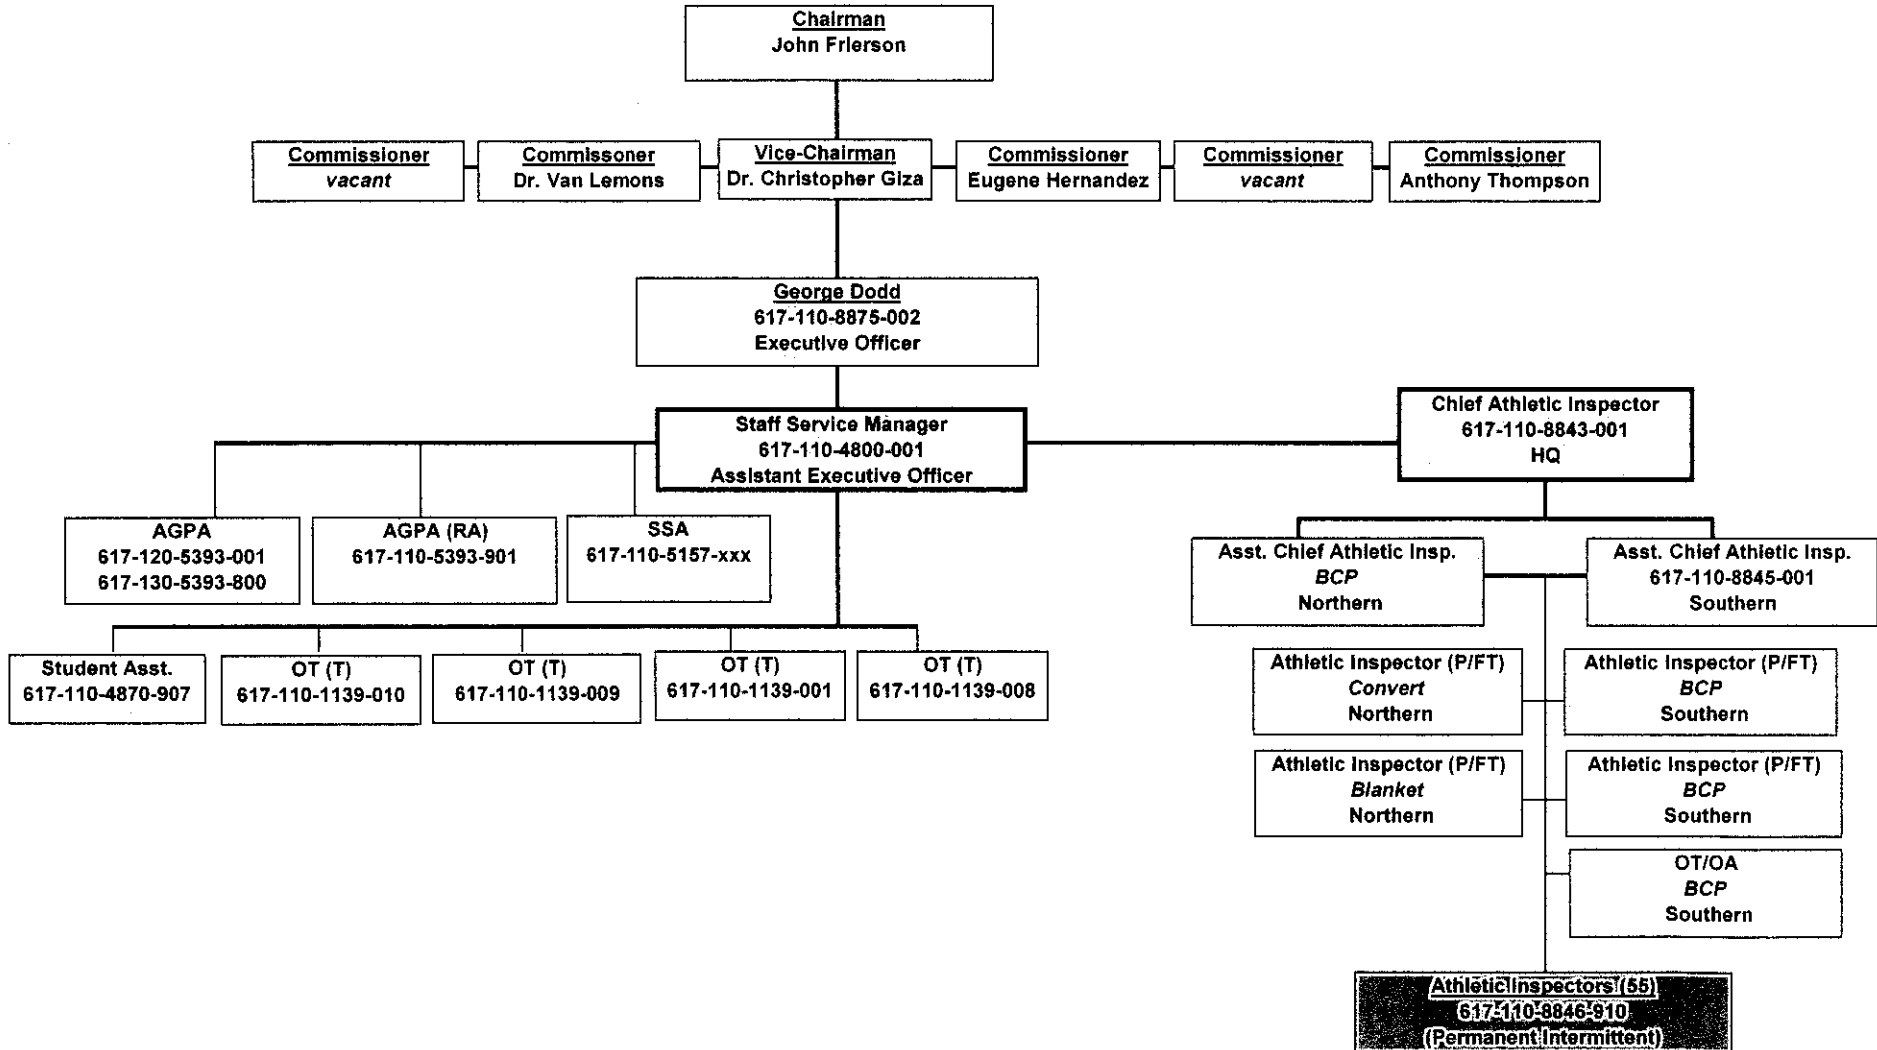 Chairman
John Frierson
Commissioner
vacant
Commissoner
Dr. Van Lemons
Vice-Chairman
Dr. Christopher Giza
Commissioner
Eugene Hernandez
Commissioner
vacant
Commissioner
Anthony Thompson
George Dodd
617-110-8875-002
Executive Officer
Staff Service Manager
617-110-4800-001
Assistant Executive Officer
Chief Athletic Inspector
617-110-8843-001
HQ
AGPA
617-120-5393-001
617-130-5393-800
AGPA (RA)
617-110-5393-901
SSA
617-110-5157-xxx
Asst. Chief Athletic Insp.
BCP
Northern
Asst. Chief Athletic Insp.
617-110-8845-001
Southern
Student Asst.
617-110-4870-907
OT (T)
617-110-1139-010
OT (T)
617-110-1139-009
OT (T)
617-110-1139-001
OT (T)
617-110-1139-008
Athletic Inspector (P/FT)
Convert
Northern
Athletic Inspector (P/FT)
BCP
Southern
Athletic Inspector (P/FT)
Blanket
Northern
Athletic Inspector (P/FT)
BCP
Southern
OT/OA
BCP
Southern
Athletic Inspectors (55)
617-110-8846-910
(Permanent Intermittent)